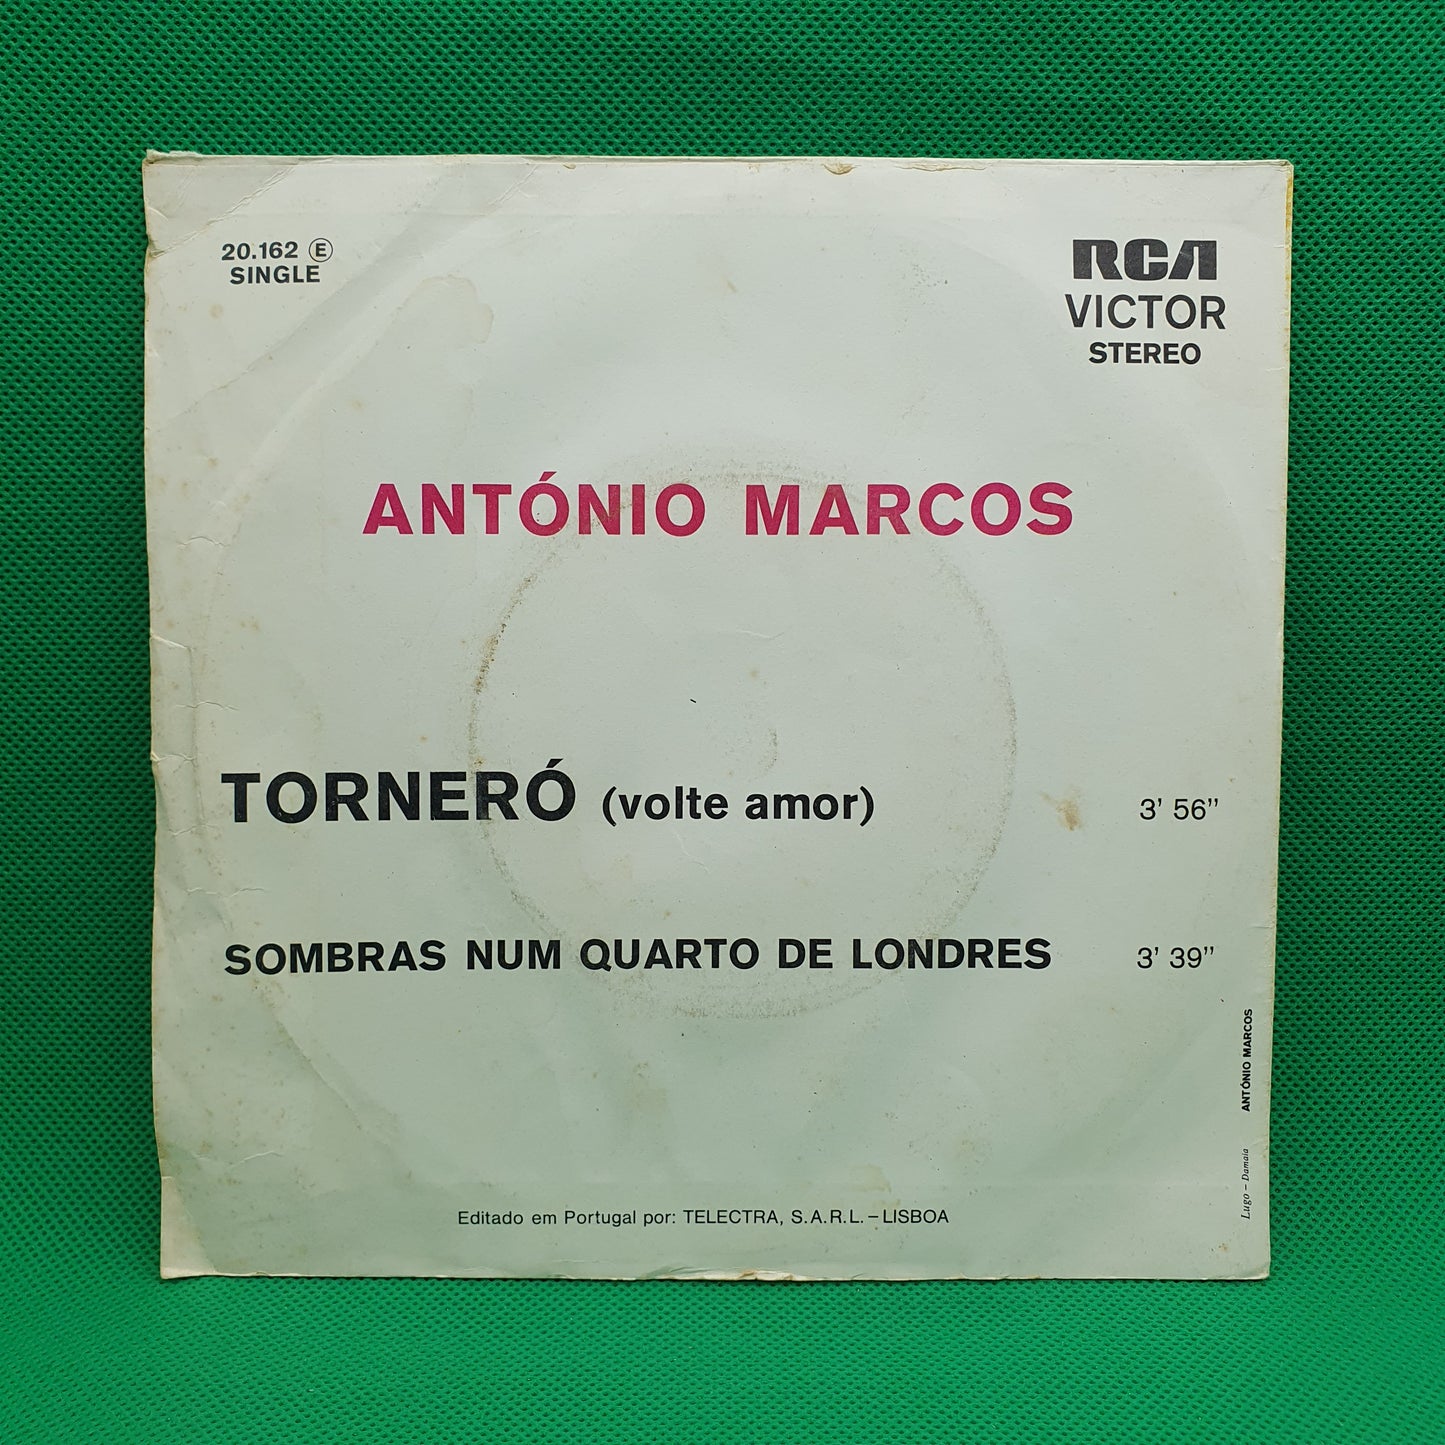 20.162 Ⓔ
SINGLE
RCA
VICTOR
STEREO
ANTÓNIO MARCOS
TORNERÓ (volte amor) 3' 56''
SOMBRAS NUM QUARTO DE LONDRES 3' 39''
ANTÓNIO MARCOS
Lugo – Damaia
Editado em Portugal por: TELECTRA, S.A.R.L. – LISBOA